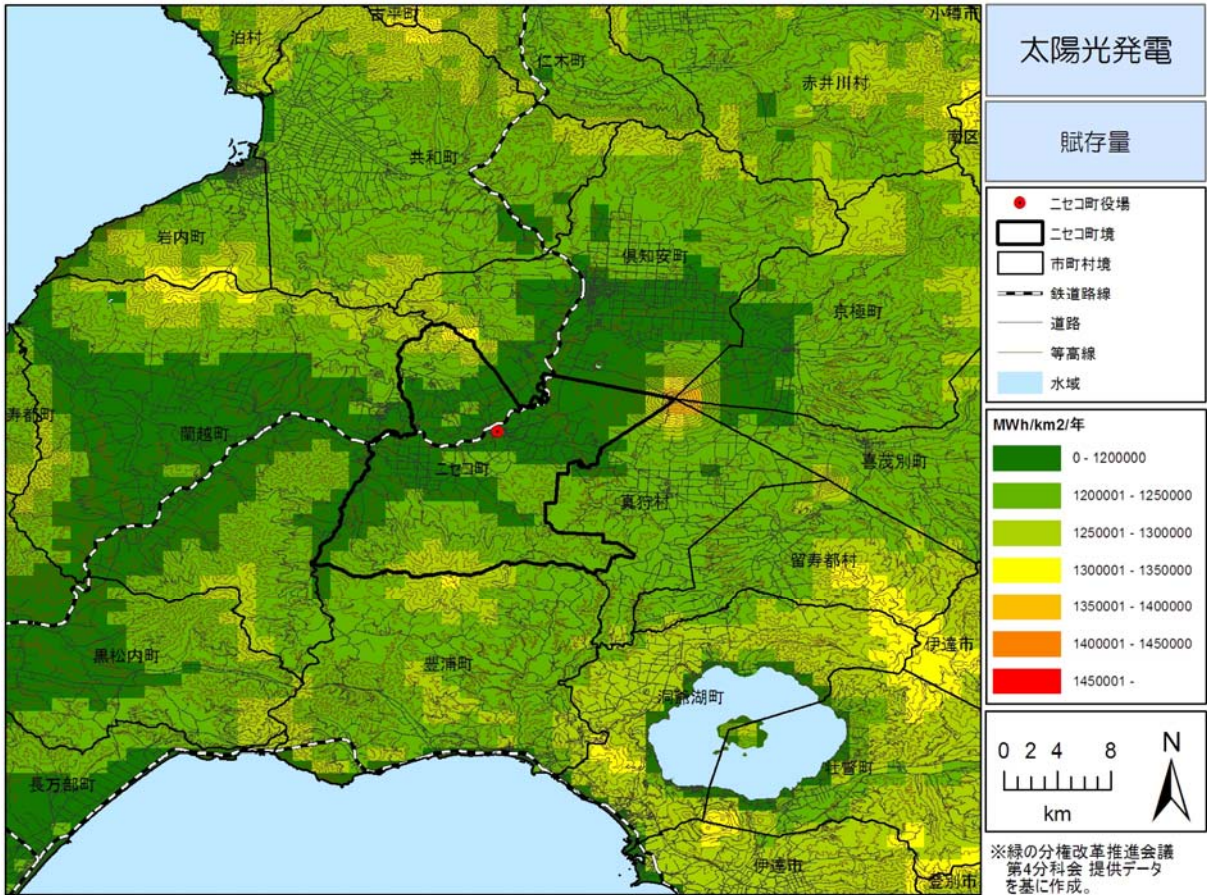 太陽光発電
賦存量
ニセコ町役場
ニセコ町境
市町村境
鉄道路線
道路
等高線
水域
MWh/km2/年
0 - 1200000
1200001 - 1250000
1250001 - 1300000
1300001 - 1350000
1350001 - 1400000
1400001 - 1450000
1450001 -
0 2 4 8
km
N
※緑の分権改革推進会議
第4分科会 提供データ
を基に作成。
古平町
小樽市
泊村
仁木町
赤井川村
南区
共和町
岩内町
倶知安町
京極町
寿都町
蘭越町
ニセコ町
喜茂別町
真狩村
留寿都村
黒松内町
豊浦町
伊達市
洞爺湖町
壮瞥町
長万部町
伊達市
登別市